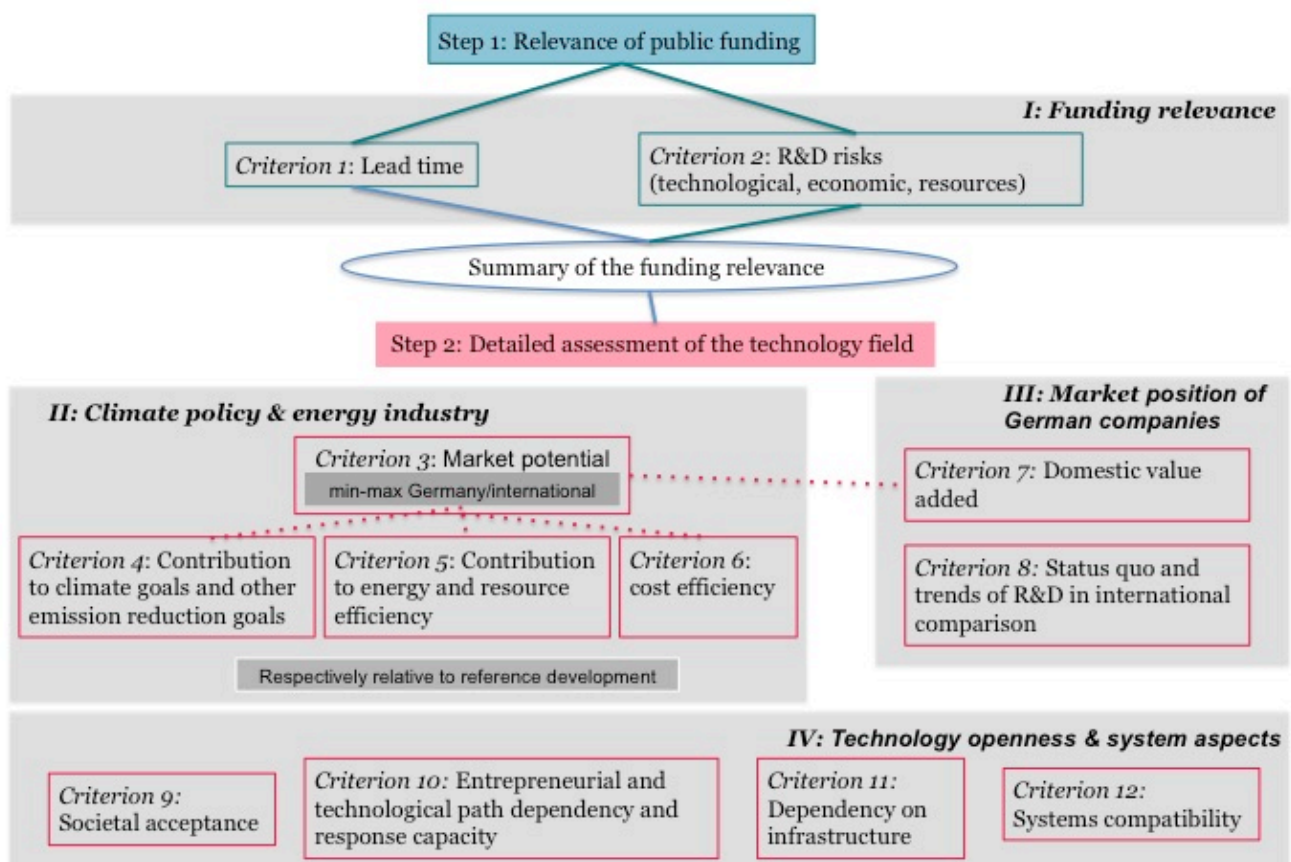 Step 1: Relevance of public funding
I: Funding relevance
Criterion 1: Lead time
Criterion 2: R&D risks
(technological, economic, resources)
Summary of the funding relevance
Step 2: Detailed assessment of the technology field
II: Climate policy & energy industry
Criterion 3: Market potential
min-max Germany/international
Criterion 4: Contribution
to climate goals and other
emission reduction goals
Criterion 5: Contribution
to energy and resource
efficiency
Criterion 6:
cost efficiency
Respectively relative to reference development
III: Market position of
German companies
Criterion 7: Domestic value
added
Criterion 8: Status quo and
trends of R&D in international
comparison
IV: Technology openness & system aspects
Criterion 9:
Societal acceptance
Criterion 10: Entrepreneurial and
technological path dependency and
response capacity
Criterion 11:
Dependency on
infrastructure
Criterion 12:
Systems compatibility